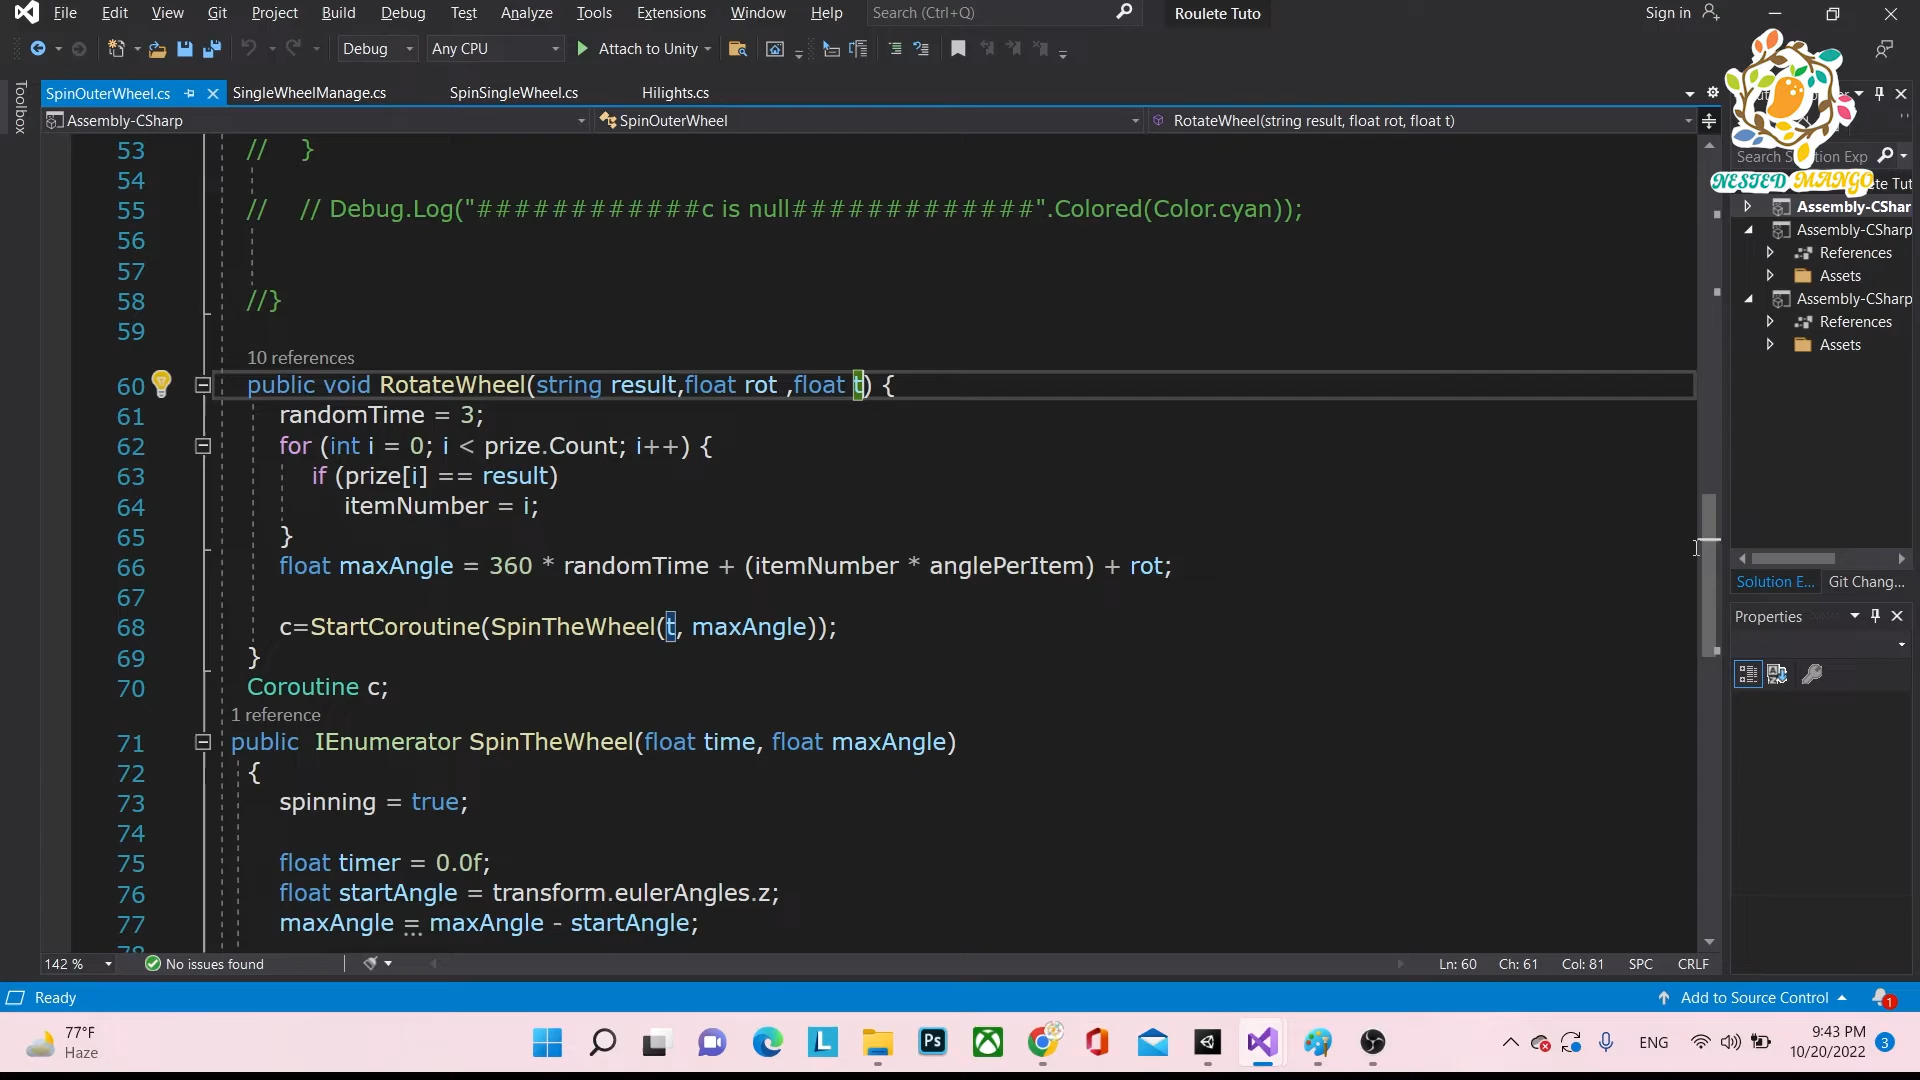 File Edit View Git Project Build Debug Test Analyze Tools Extensions Window Help Search (Ctrl+Q) Roulete Tuto Sign in
Debug Any CPU Attach to Unity
Toolbox
SpinOuterWheel.cs SingleWheelManage.cs SpinSingleWheel.cs Hilights.cs
Assembly-CSharp SpinOuterWheel RotateWheel(string result, float rot, float t)
53 // }
54
55 // // Debug.Log("############c is null#############".Colored(Color.cyan));
56
57
58 //}
59
10 references
60 public void RotateWheel(string result,float rot ,float t) {
61 randomTime = 3;
62 for (int i = 0; i < prize.Count; i++) {
63 if (prize[i] == result)
64 itemNumber = i;
65 }
66 float maxAngle = 360 * randomTime + (itemNumber * anglePerItem) + rot;
67
68 c=StartCoroutine(SpinTheWheel(t, maxAngle));
69 }
70 Coroutine c;
1 reference
71 public IEnumerator SpinTheWheel(float time, float maxAngle)
72 {
73 spinning = true;
74
75 float timer = 0.0f;
76 float startAngle = transform.eulerAngles.z;
77 maxAngle = maxAngle - startAngle;
78
142 % No issues found Ln: 60 Ch: 61 Col: 81 SPC CRLF
NESTED MANGO
Assembly-CShar
Assembly-CSharp
References
Assets
Assembly-CSharp
References
Assets
Solution E... Git Chang...
Properties
Ready Add to Source Control 1
77°F
Haze
L Ps
ENG
9:43 PM
10/20/2022 3